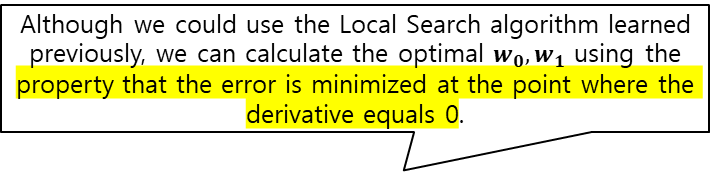 Although we could use the Local Search algorithm learned
previously, we can calculate the optimal 𝒘𝟎, 𝒘𝟏 using the
property that the error is minimized at the point where the
derivative equals 0.